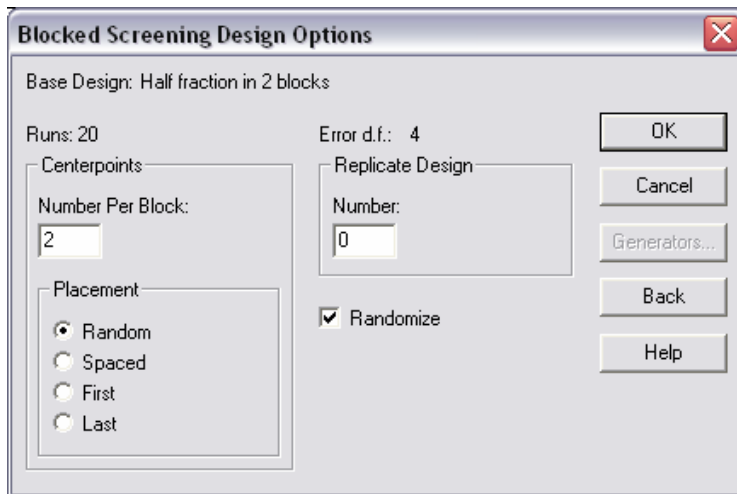 Blocked Screening Design Options
Base Design: Half fraction in 2 blocks
Runs: 20
Error d.f.: 4
Centerpoints
Number Per Block:
2
Placement
Random
Spaced
First
Last
Replicate Design
Number:
0
Randomize
OK
Cancel
Generators...
Back
Help